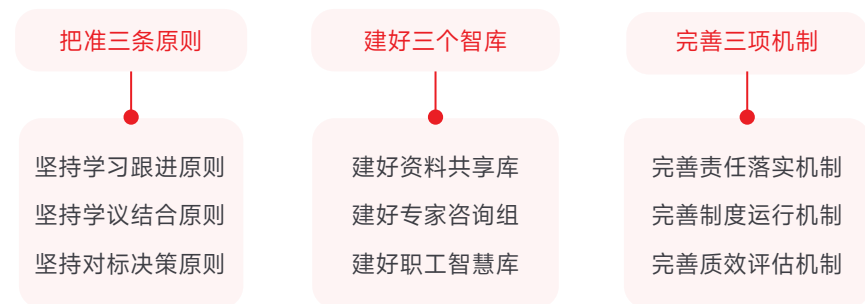 把准三条原则
坚持学习跟进原则
坚持学议结合原则
坚持对标决策原则
建好三个智库
建好资料共享库
建好专家咨询组
建好职工智慧库
完善三项机制
完善责任落实机制
完善制度运行机制
完善质效评估机制